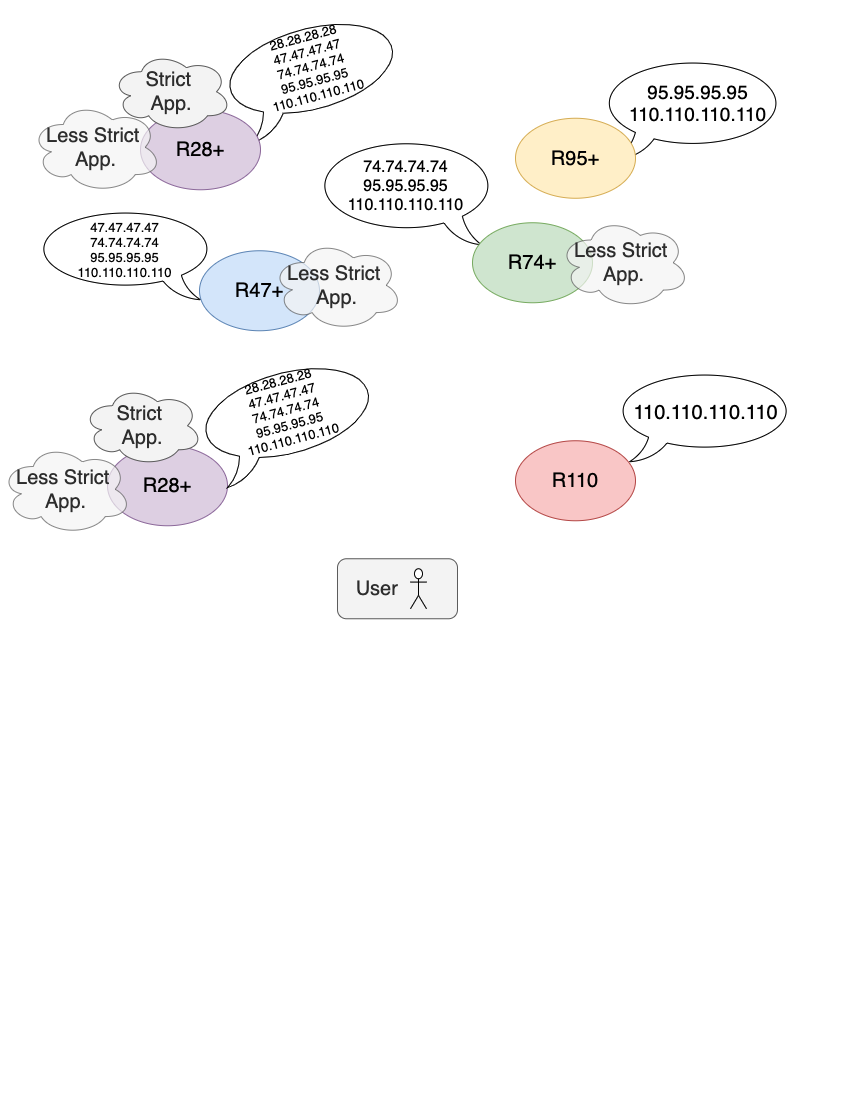 28.28.28.28
47.47.47.47
74.74.74.74
95.95.95.95
110.110.110.110
Strict
App.
Less Strict
App.
R28+
95.95.95.95
110.110.110.110
R95+
74.74.74.74
95.95.95.95
110.110.110.110
47.47.47.47
74.74.74.74
95.95.95.95
110.110.110.110
R47+
Less Strict
App.
R74+
Less Strict
App.
28.28.28.28
47.47.47.47
74.74.74.74
95.95.95.95
110.110.110.110
Strict
App.
Less Strict
App.
R28+
110.110.110.110
R110
User